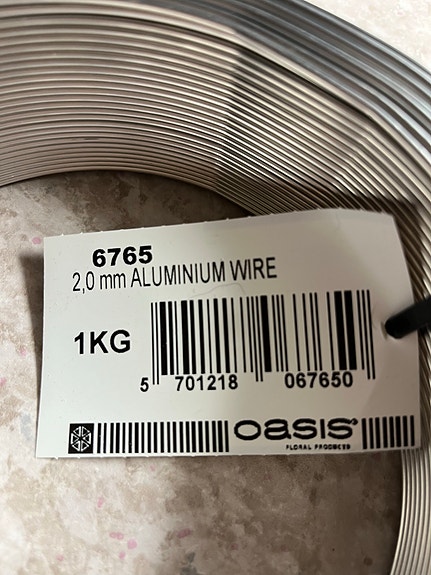 6765
2,0 mm ALUMINIUM WIRE
1KG
5 701218 067650
OASIS®
FLORAL PRODUCTS